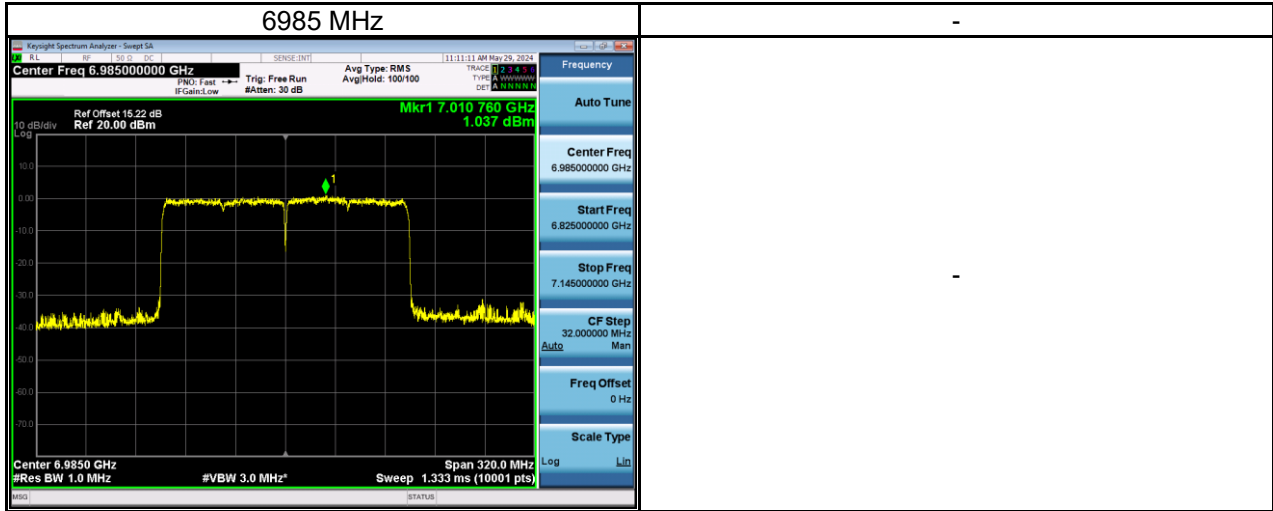 6985 MHz
-
Keysight Spectrum Analyzer - Swept SA
RL RF 50 Ω DC SENSE:INT 11:11:11 AM May 29, 2024
Center Freq 6.985000000 GHz
PNO: Fast
IFGain:Low
Trig: Free Run
#Atten: 30 dB
Avg Type: RMS
Avg|Hold: 100/100
TRACE 1 2 3 4 5 6
TYPE A WWWWW
DET A N N N N N
Mkr1 7.010 760 GHz
1.037 dBm
Ref Offset 15.22 dB
Ref 20.00 dBm
10 dB/div
Log
10.0
0.00
-10.0
-20.0
-30.0
-40.0
-50.0
-60.0
-70.0
1
Center 6.9850 GHz
Span 320.0 MHz
#Res BW 1.0 MHz
#VBW 3.0 MHz*
Sweep 1.333 ms (10001 pts)
MSG
STATUS
Frequency
Auto Tune
Center Freq
6.985000000 GHz
Start Freq
6.825000000 GHz
Stop Freq
7.145000000 GHz
CF Step
32.000000 MHz
Auto Man
Freq Offset
0 Hz
Scale Type
Log Lin
-